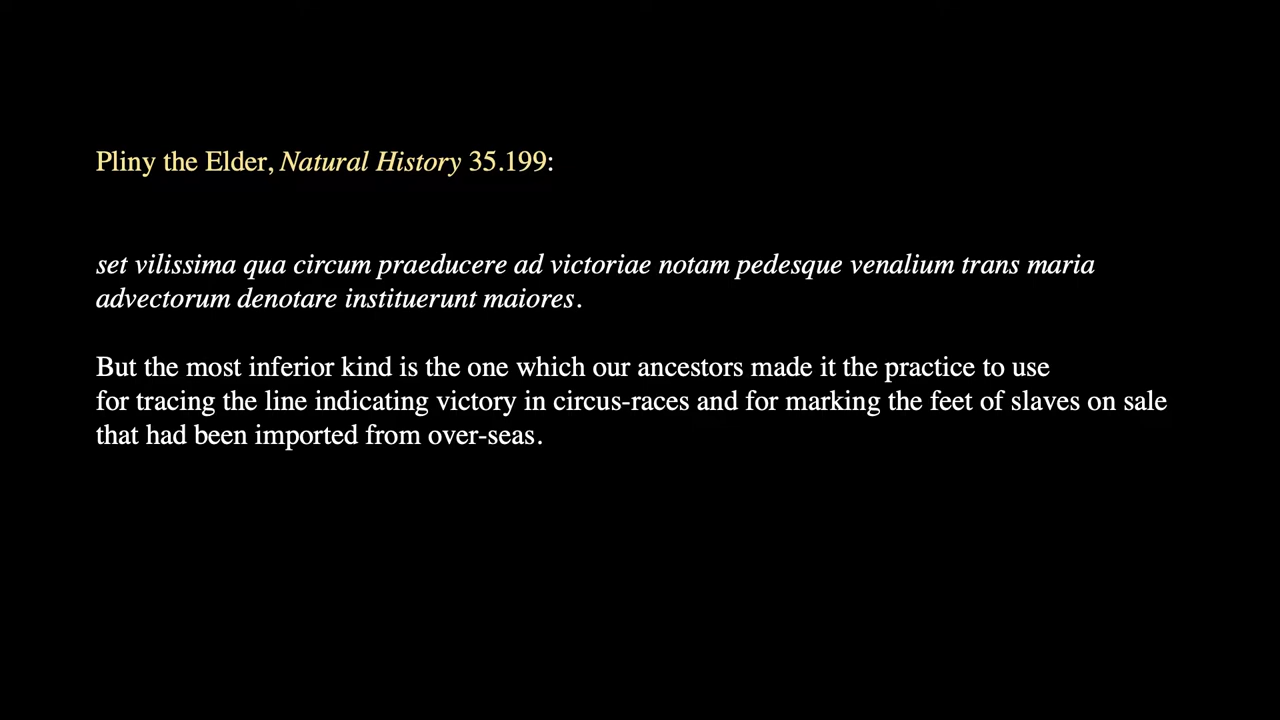 Pliny the Elder, Natural History 35.199:
set vilissima qua circum praeducere ad victoriae notam pedesque venalium trans maria
advectorum denotare instituerunt maiores.
But the most inferior kind is the one which our ancestors made it the practice to use
for tracing the line indicating victory in circus-races and for marking the feet of slaves on sale
that had been imported from over-seas.